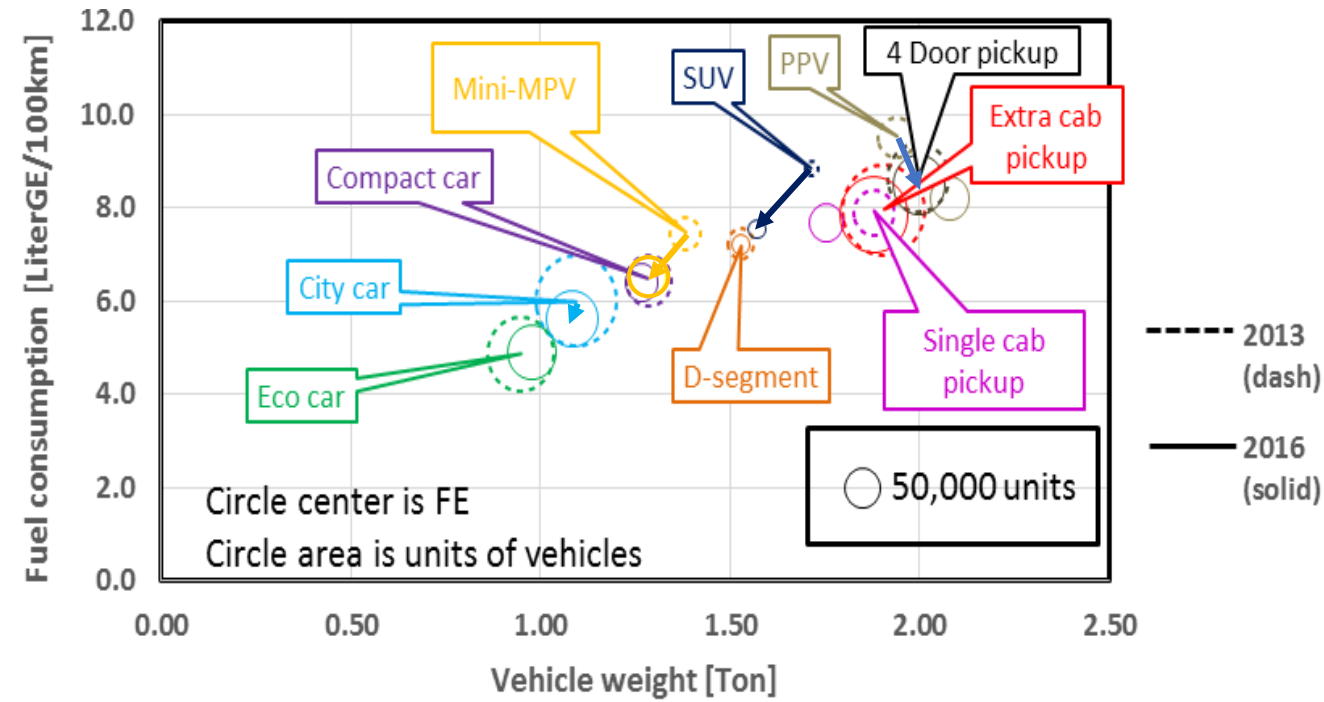 Fuel consumption [LiterGE/100km]
12.0
10.0
8.0
6.0
4.0
2.0
0.0
Mini-MPV
SUV
PPV
4 Door pickup
Extra cab
pickup
Compact car
City car
Eco car
D-segment
Single cab
pickup
2013
(dash)
2016
(solid)
50,000 units
Circle center is FE
Circle area is units of vehicles
0.00
0.50
1.00
1.50
2.00
2.50
Vehicle weight [Ton]